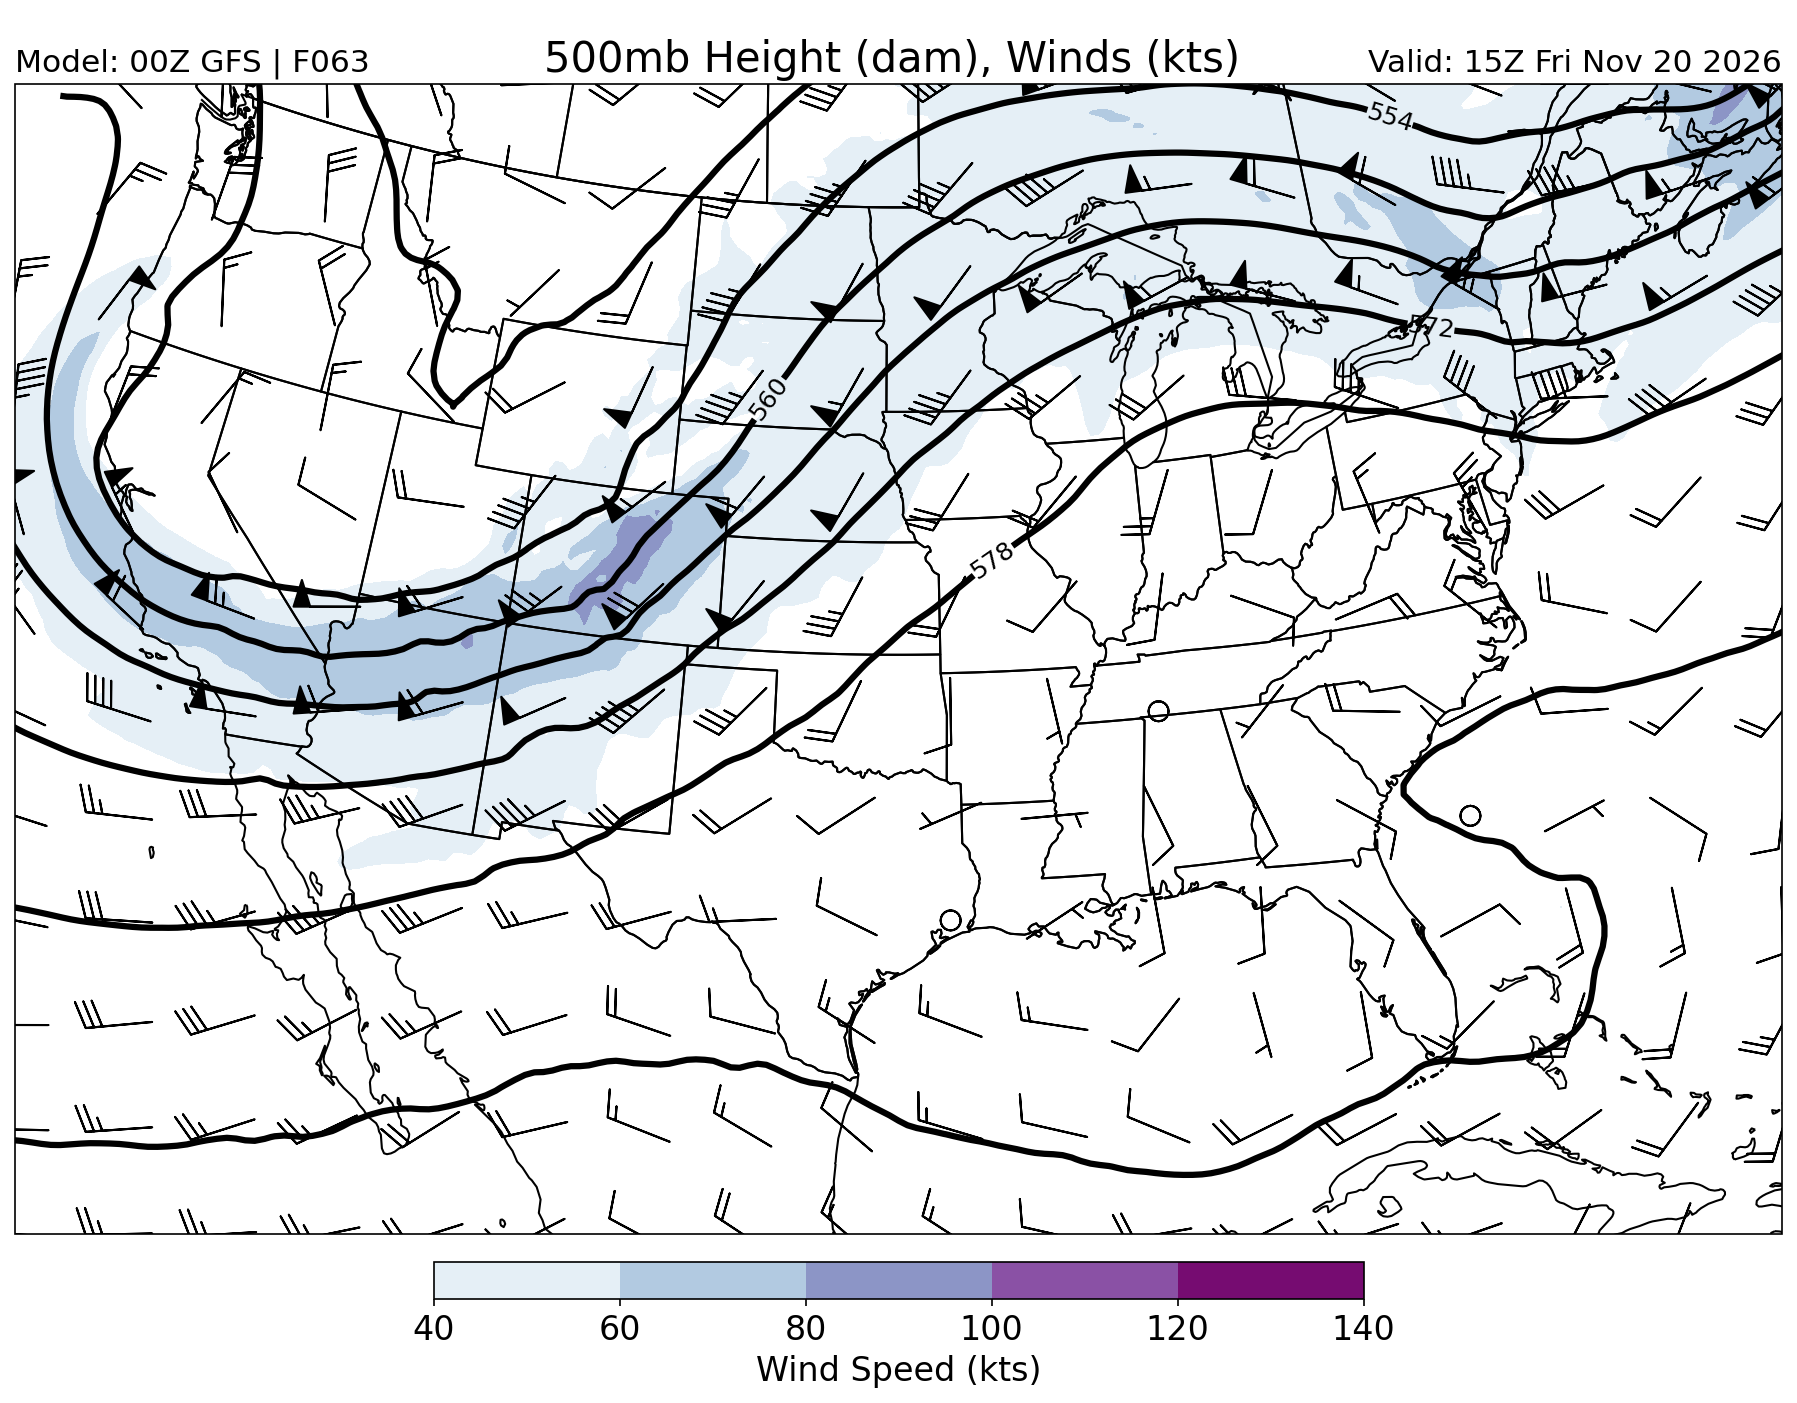 Model: 00Z GFS | F063
500mb Height (dam), Winds (kts)
Valid: 15Z Fri Nov 20 2026
554
572
560
578
40 60 80 100 120 140
Wind Speed (kts)